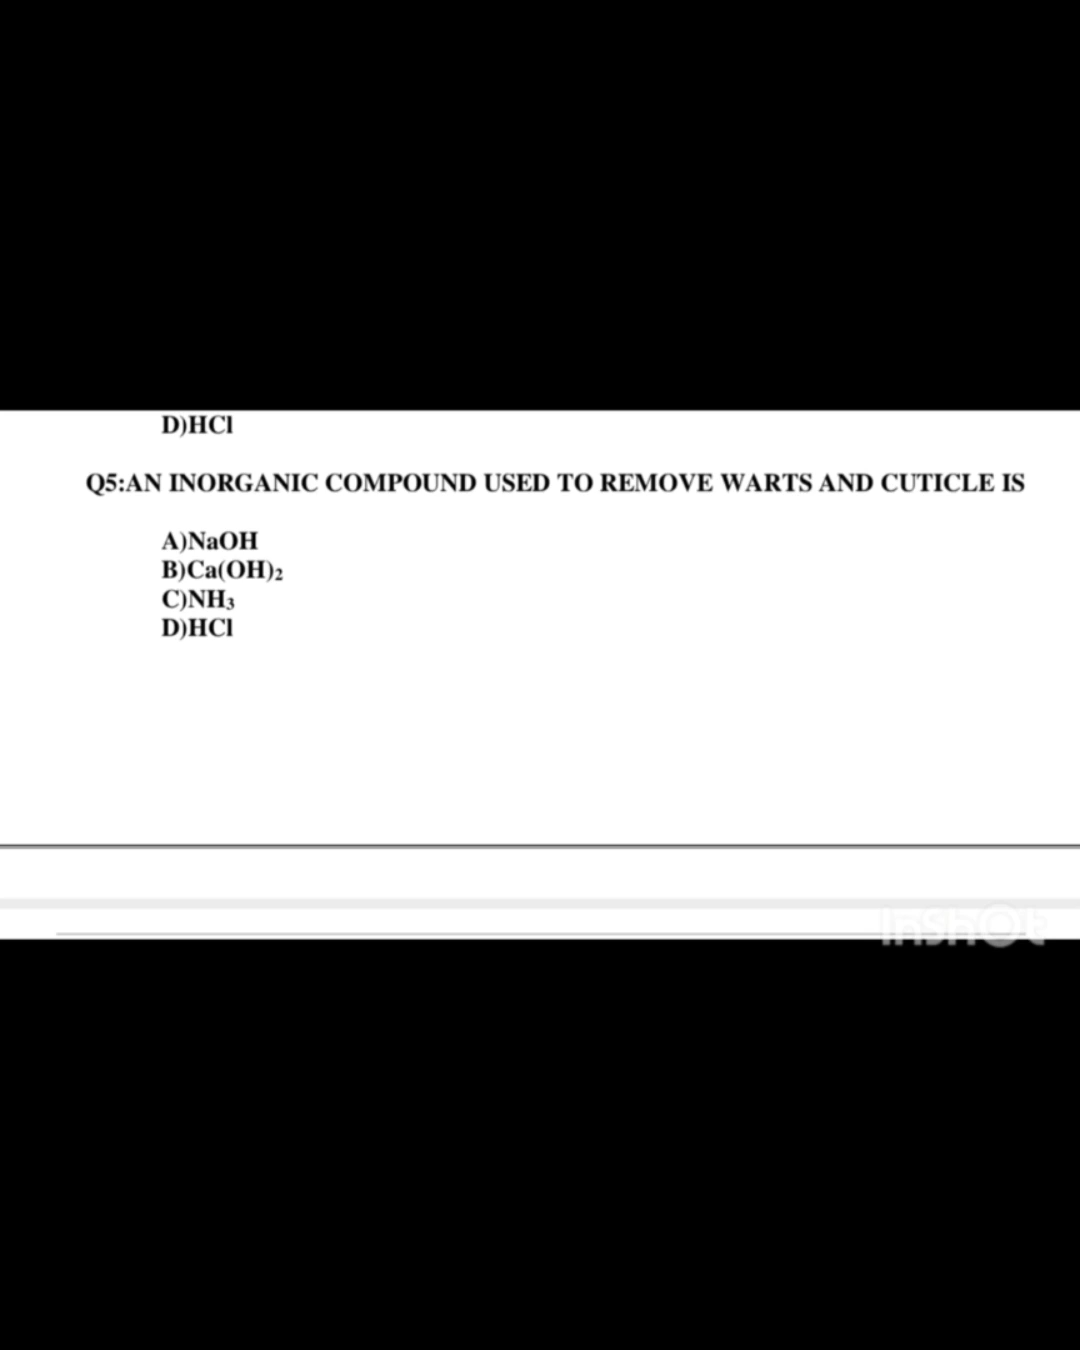 D)HCl
Q5:AN INORGANIC COMPOUND USED TO REMOVE WARTS AND CUTICLE IS
A)NaOH
B)Ca(OH)₂
C)NH₃
D)HCl
InShOt